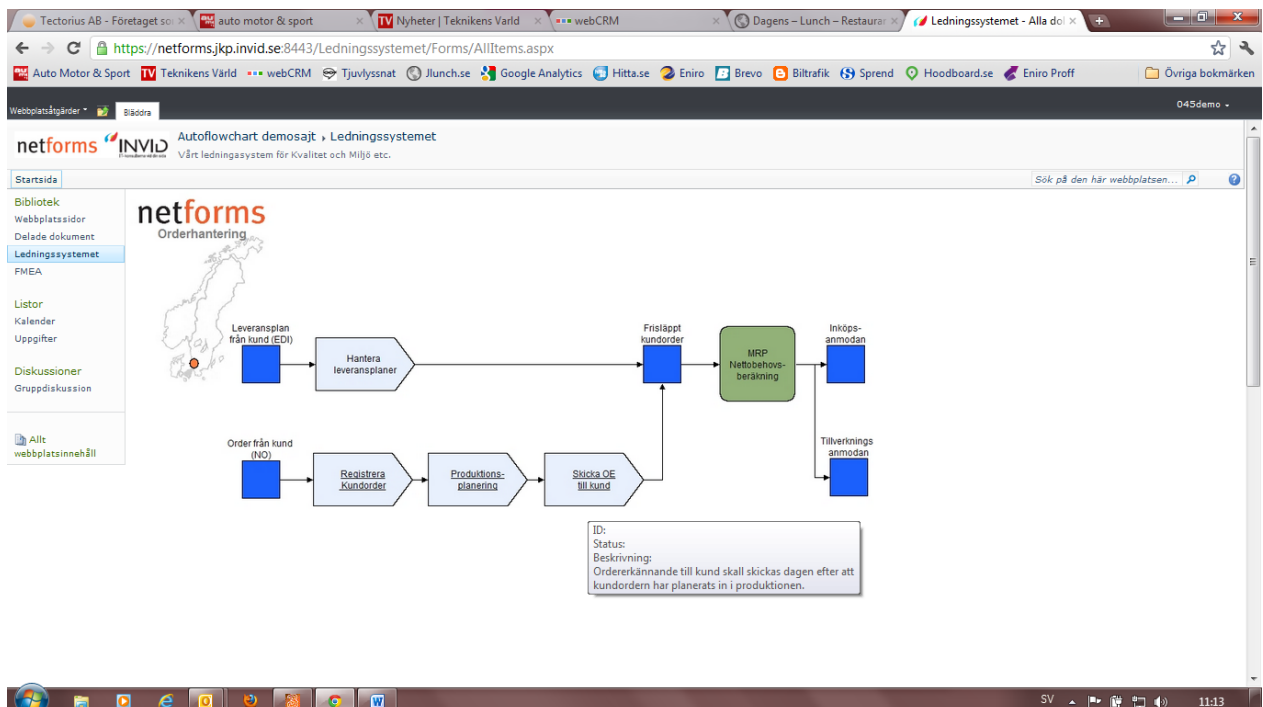 Tectorius AB - Företaget so
auto motor & sport
TV Nyheter | Teknikens Varld
webCRM
Dagens – Lunch – Restaurar
Ledningssystemet - Alla dol
https://netforms.jkp.invid.se:8443/Ledningssystemet/Forms/AllItems.aspx
Auto Motor & Sport
TV Teknikens Värld
webCRM
Tjuvlyssnat
Jlunch.se
Google Analytics
Hitta.se
Eniro
Brevo
Biltrafik
Sprend
Hoodboard.se
Eniro Proff
Övriga bokmärken
Webbplatsåtgärder
Bläddra
045demo
netforms
INVID
Autoflowchart demosajt
Ledningssystemet
Vårt ledningasystem för Kvalitet och Miljö etc.
Startsida
Sök på den här webbplatsen...
Bibliotek
Webbplatssidor
Delade dokument
Ledningssystemet
FMEA
Listor
Kalender
Uppgifter
Diskussioner
Gruppdiskussion
Allt
webbplatsinnehåll
netforms
Orderhantering
Leveransplan
från kund (EDI)
Hantera
leveransplaner
Frisläppt
kundorder
MRP
Nettobehovs-
beräkning
Inköps-
anmodan
Order från kund
(NO)
Registrera
Kundorder
Produktions-
planering
Skicka OE
till kund
Tillverknings
anmodan
ID:
Status:
Beskrivning:
Ordererkännande till kund skall skickas dagen efter att
kundordern har planerats in i produktionen.
SV
11:13